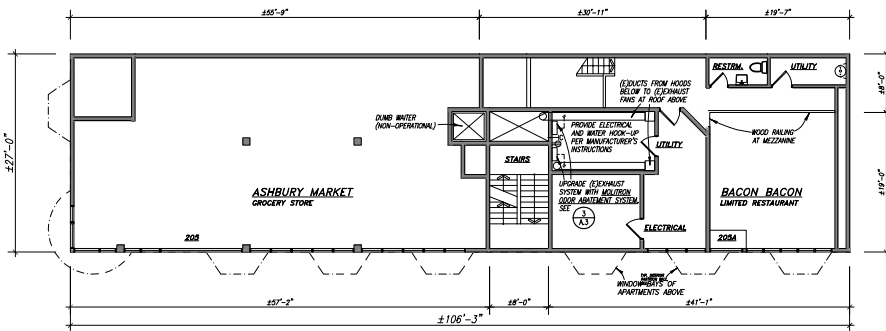 ±55'-9"
±30'-11"
±19'-7"
RESTRM.
UTILITY
(E)DUCTS FROM HOODS
BELOW TO (E)EXHAUST
FANS AT ROOF ABOVE
±8'-0"
DUMB WAITER
(NON-OPERATIONAL)
PROVIDE ELECTRICAL
AND WATER HOOK-UP
PER MANUFACTURER'S
INSTRUCTIONS
WOOD RAILING
AT MEZZANINE
UTILITY
±27'-0"
STAIRS
±19'-0"
ASHBURY MARKET
GROCERY STORE
UPGRADE (E)EXHAUST
SYSTEM WITH MOLITRON
ODOR ABATEMENT SYSTEM,
SEE
3
A.3
BACON BACON
LIMITED RESTAURANT
ELECTRICAL
205
205A
WINDOW BAYS OF
APARTMENTS ABOVE
±57'-2"
±8'-0"
±41'-1"
±106'-3"